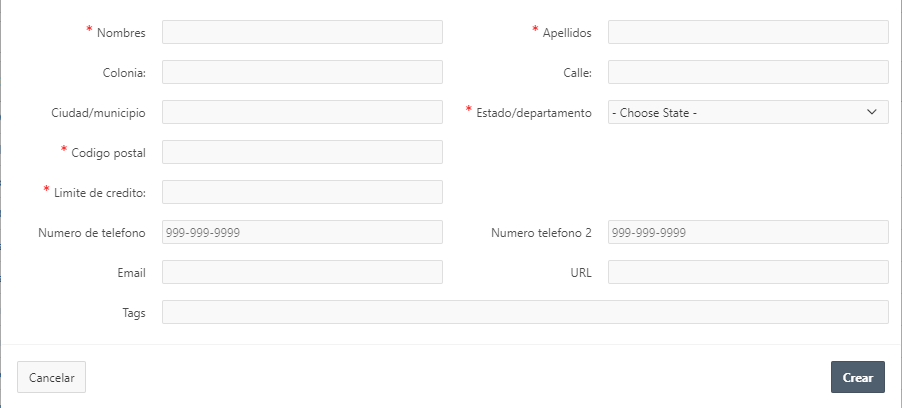 * Nombres * Apellidos
Colonia: Calle:
Ciudad/municipio * Estado/departamento - Choose State -
* Codigo postal
* Limite de credito:
Numero de telefono 999-999-9999 Numero telefono 2 999-999-9999
Email URL
Tags
Cancelar Crear